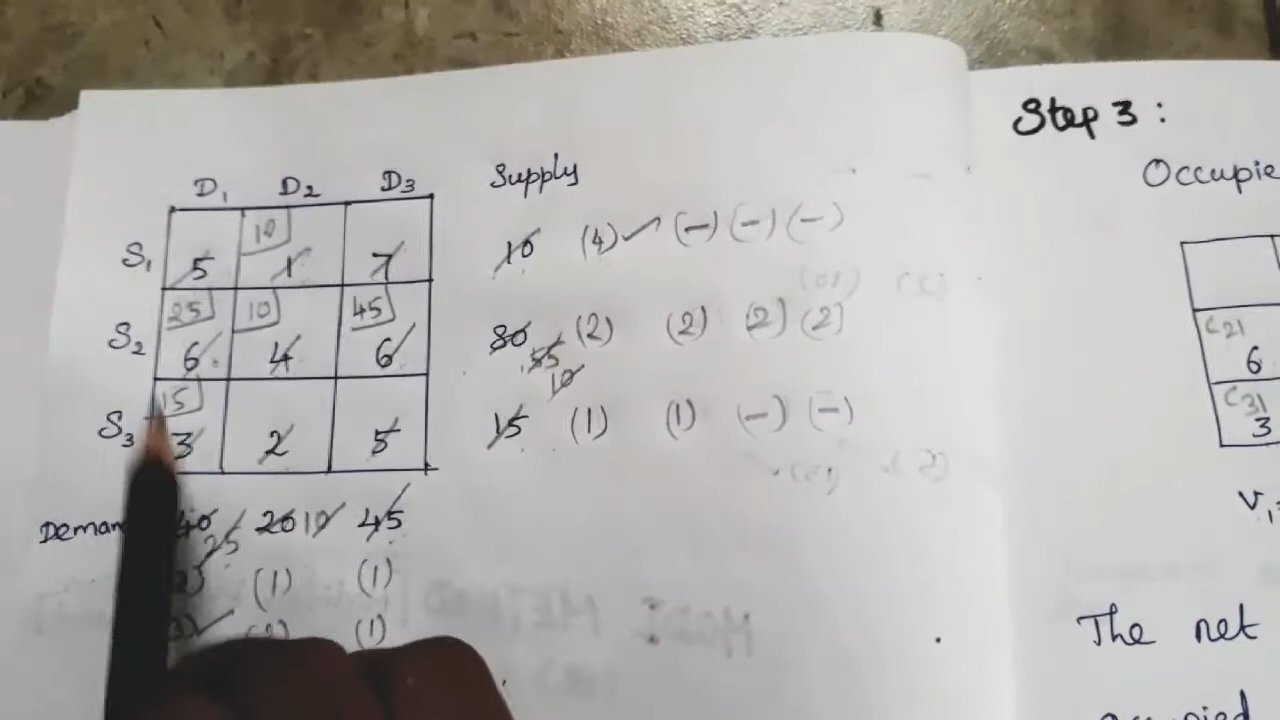 D1 D2 D3 Supply
S1 10 5 1 7 10 (4) ✓ (-) (-) (-)
S2 25 10 45 6 4 6 80 55 10 (2) (2) (2) (2)
S3 15 3 2 5 15 (1) (1) (-) (-)
40 25 20 10 45
(1) (1)
(1)
Step 3 :
C21
6
C31
3
The net